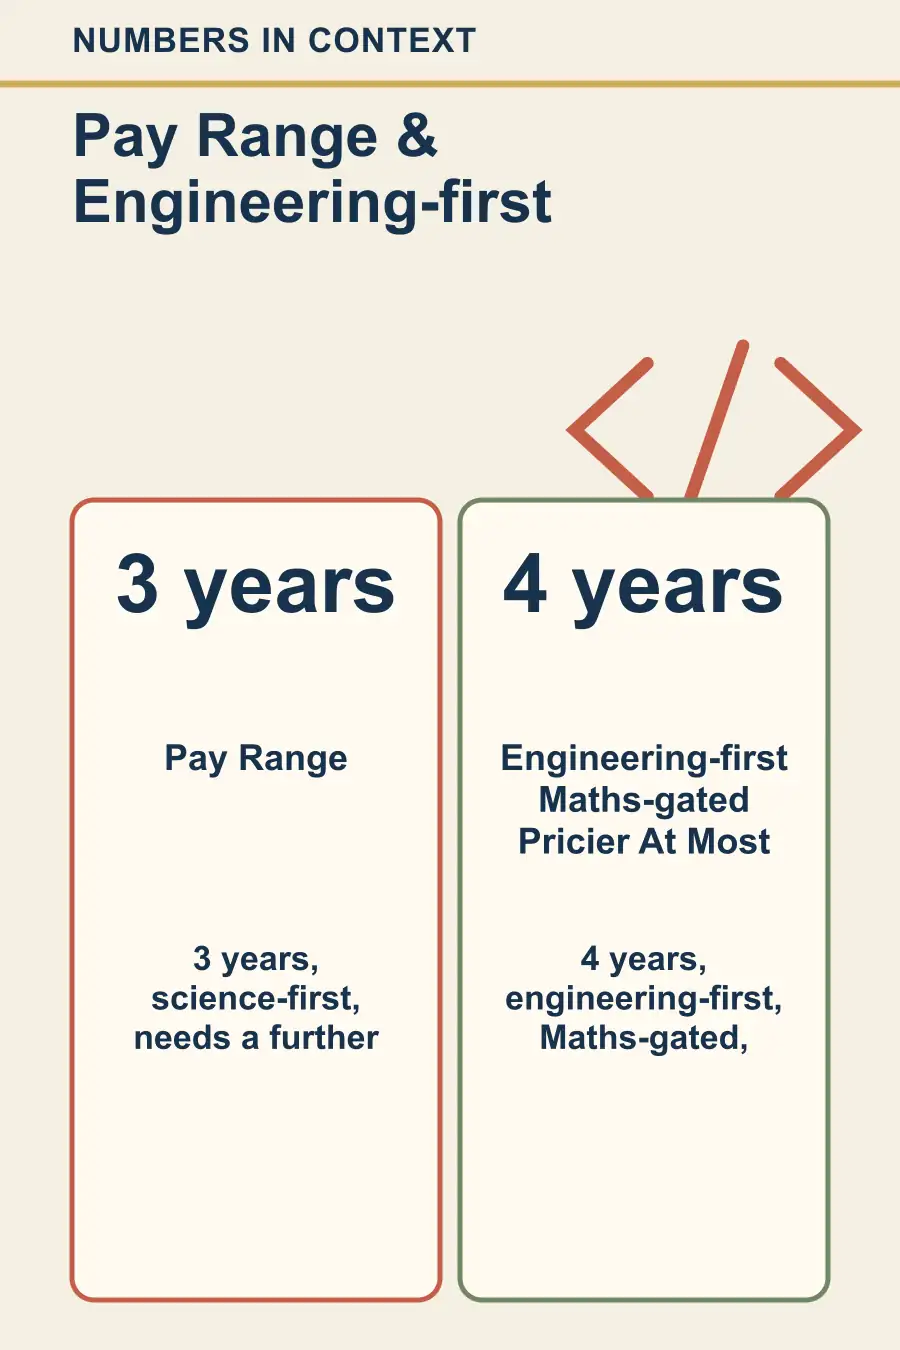 NUMBERS IN CONTEXT
Pay Range &
Engineering-first
3 years
Pay Range
3 years,
science-first,
needs a further
4 years
Engineering-first
Maths-gated
Pricier At Most
4 years,
engineering-first,
Maths-gated,